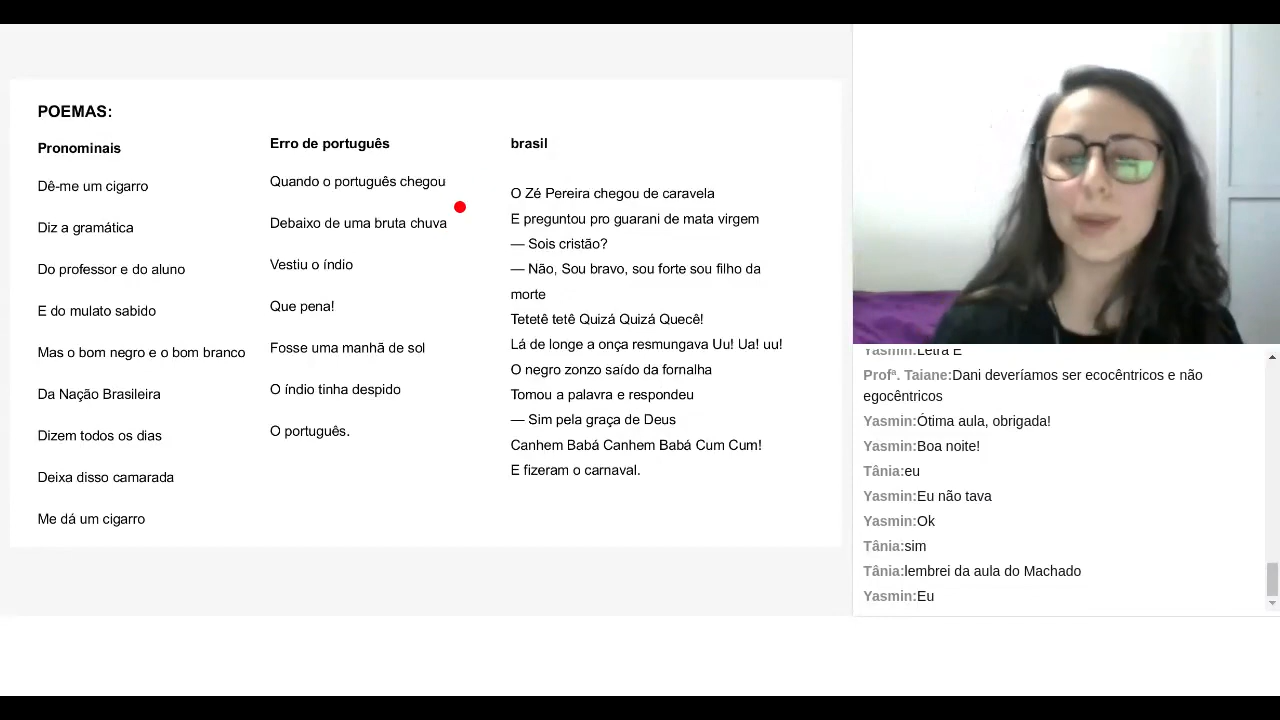 POEMAS:
Pronominais
Dê-me um cigarro
Diz a gramática
Do professor e do aluno
E do mulato sabido
Mas o bom negro e o bom branco
Da Nação Brasileira
Dizem todos os dias
Deixa disso camarada
Me dá um cigarro
Erro de português
Quando o português chegou
Debaixo de uma bruta chuva
Vestiu o índio
Que pena!
Fosse uma manhã de sol
O índio tinha despido
O português.
brasil
O Zé Pereira chegou de caravela
E preguntou pro guarani de mata virgem
— Sois cristão?
— Não, Sou bravo, sou forte sou filho da
morte
Tetetê tetê Quizá Quizá Quecê!
Lá de longe a onça resmungava Uu! Ua! uu!
O negro zonzo saído da fornalha
Tomou a palavra e respondeu
— Sim pela graça de Deus
Canhem Babá Canhem Babá Cum Cum!
E fizeram o carnaval.
Yasmin:Letra E
Profª. Taiane:Dani deveríamos ser ecocêntricos e não
egocêntricos
Yasmin:Ótima aula, obrigada!
Yasmin:Boa noite!
Tânia:eu
Yasmin:Eu não tava
Yasmin:Ok
Tânia:sim
Tânia:lembrei da aula do Machado
Yasmin:Eu